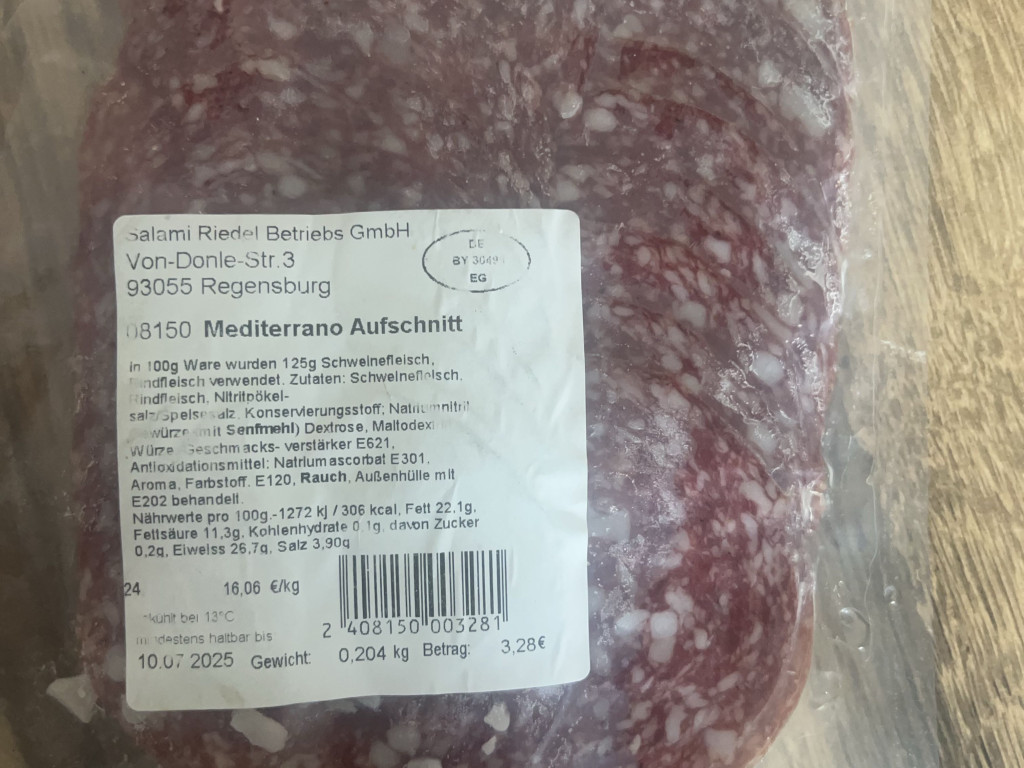 Salami Riedel Betriebs GmbH
Von-Donle-Str.3
93055 Regensburg
DE
EG
08150 Mediterrano Aufschnitt
In 100g Ware wurden 125g Schweinefleisch,
Rindfleisch verwendet. Zutaten: Schweinefleisch,
Rindfleisch, Nitritpökel-
salz/Speisesalz, Konservierungsstoff: Natriumnitrit
mit Senfmehl) Dextrose,
Würze, Geschmacks- verstärker E621,
Antioxidationsmittel: Natriumascorbat E301,
Aroma, Farbstoff. E120, Rauch, Außenhülle mit
E202 behandelt.
Nährwerte pro 100g.-1272 kj / 306 kcal, Fett 22,1g,
Fettsäure 11,3g, Kohlenhydrate 0,1g, davon Zucker
0,2g, Eiweiss 26,7g, Salz 3,90g
24 16,06 €/kg
bei 13°C
mindestens haltbar bis
10.07 2025 Gewicht: 0,204 kg Betrag: 3,28€
2 408150 003281